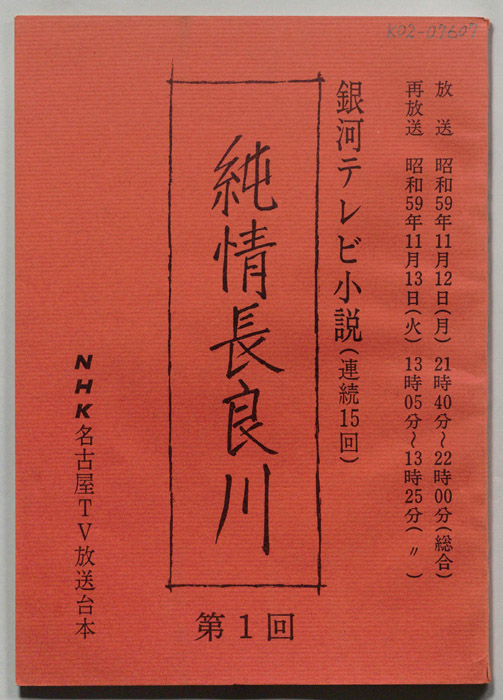 K02-07607
放　送　昭和59年11月12日(月)　21時40分〜22時00分(総合)
再放送　昭和59年11月13日(火)　13時05分〜13時25分(　〃　)
銀河テレビ小説(連続15回)
純情長良川
第1回
NHK名古屋TV放送台本